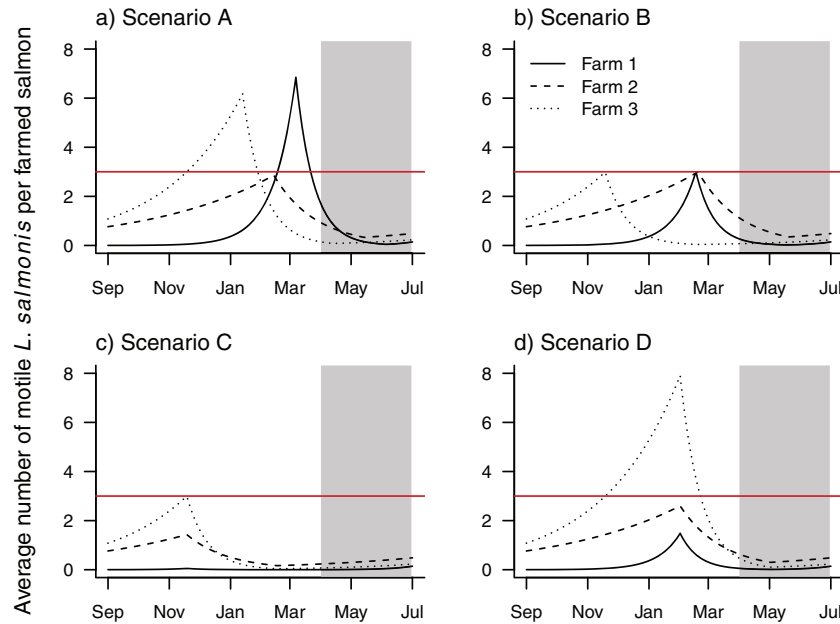 Average number of motile L. salmonis per farmed salmon
a) Scenario A
8
6
4
2
0
Sep Nov Jan Mar May Jul
b) Scenario B
Farm 1
Farm 2
Farm 3
8
6
4
2
0
Sep Nov Jan Mar May Jul
c) Scenario C
8
6
4
2
0
Sep Nov Jan Mar May Jul
d) Scenario D
8
6
4
2
0
Sep Nov Jan Mar May Jul